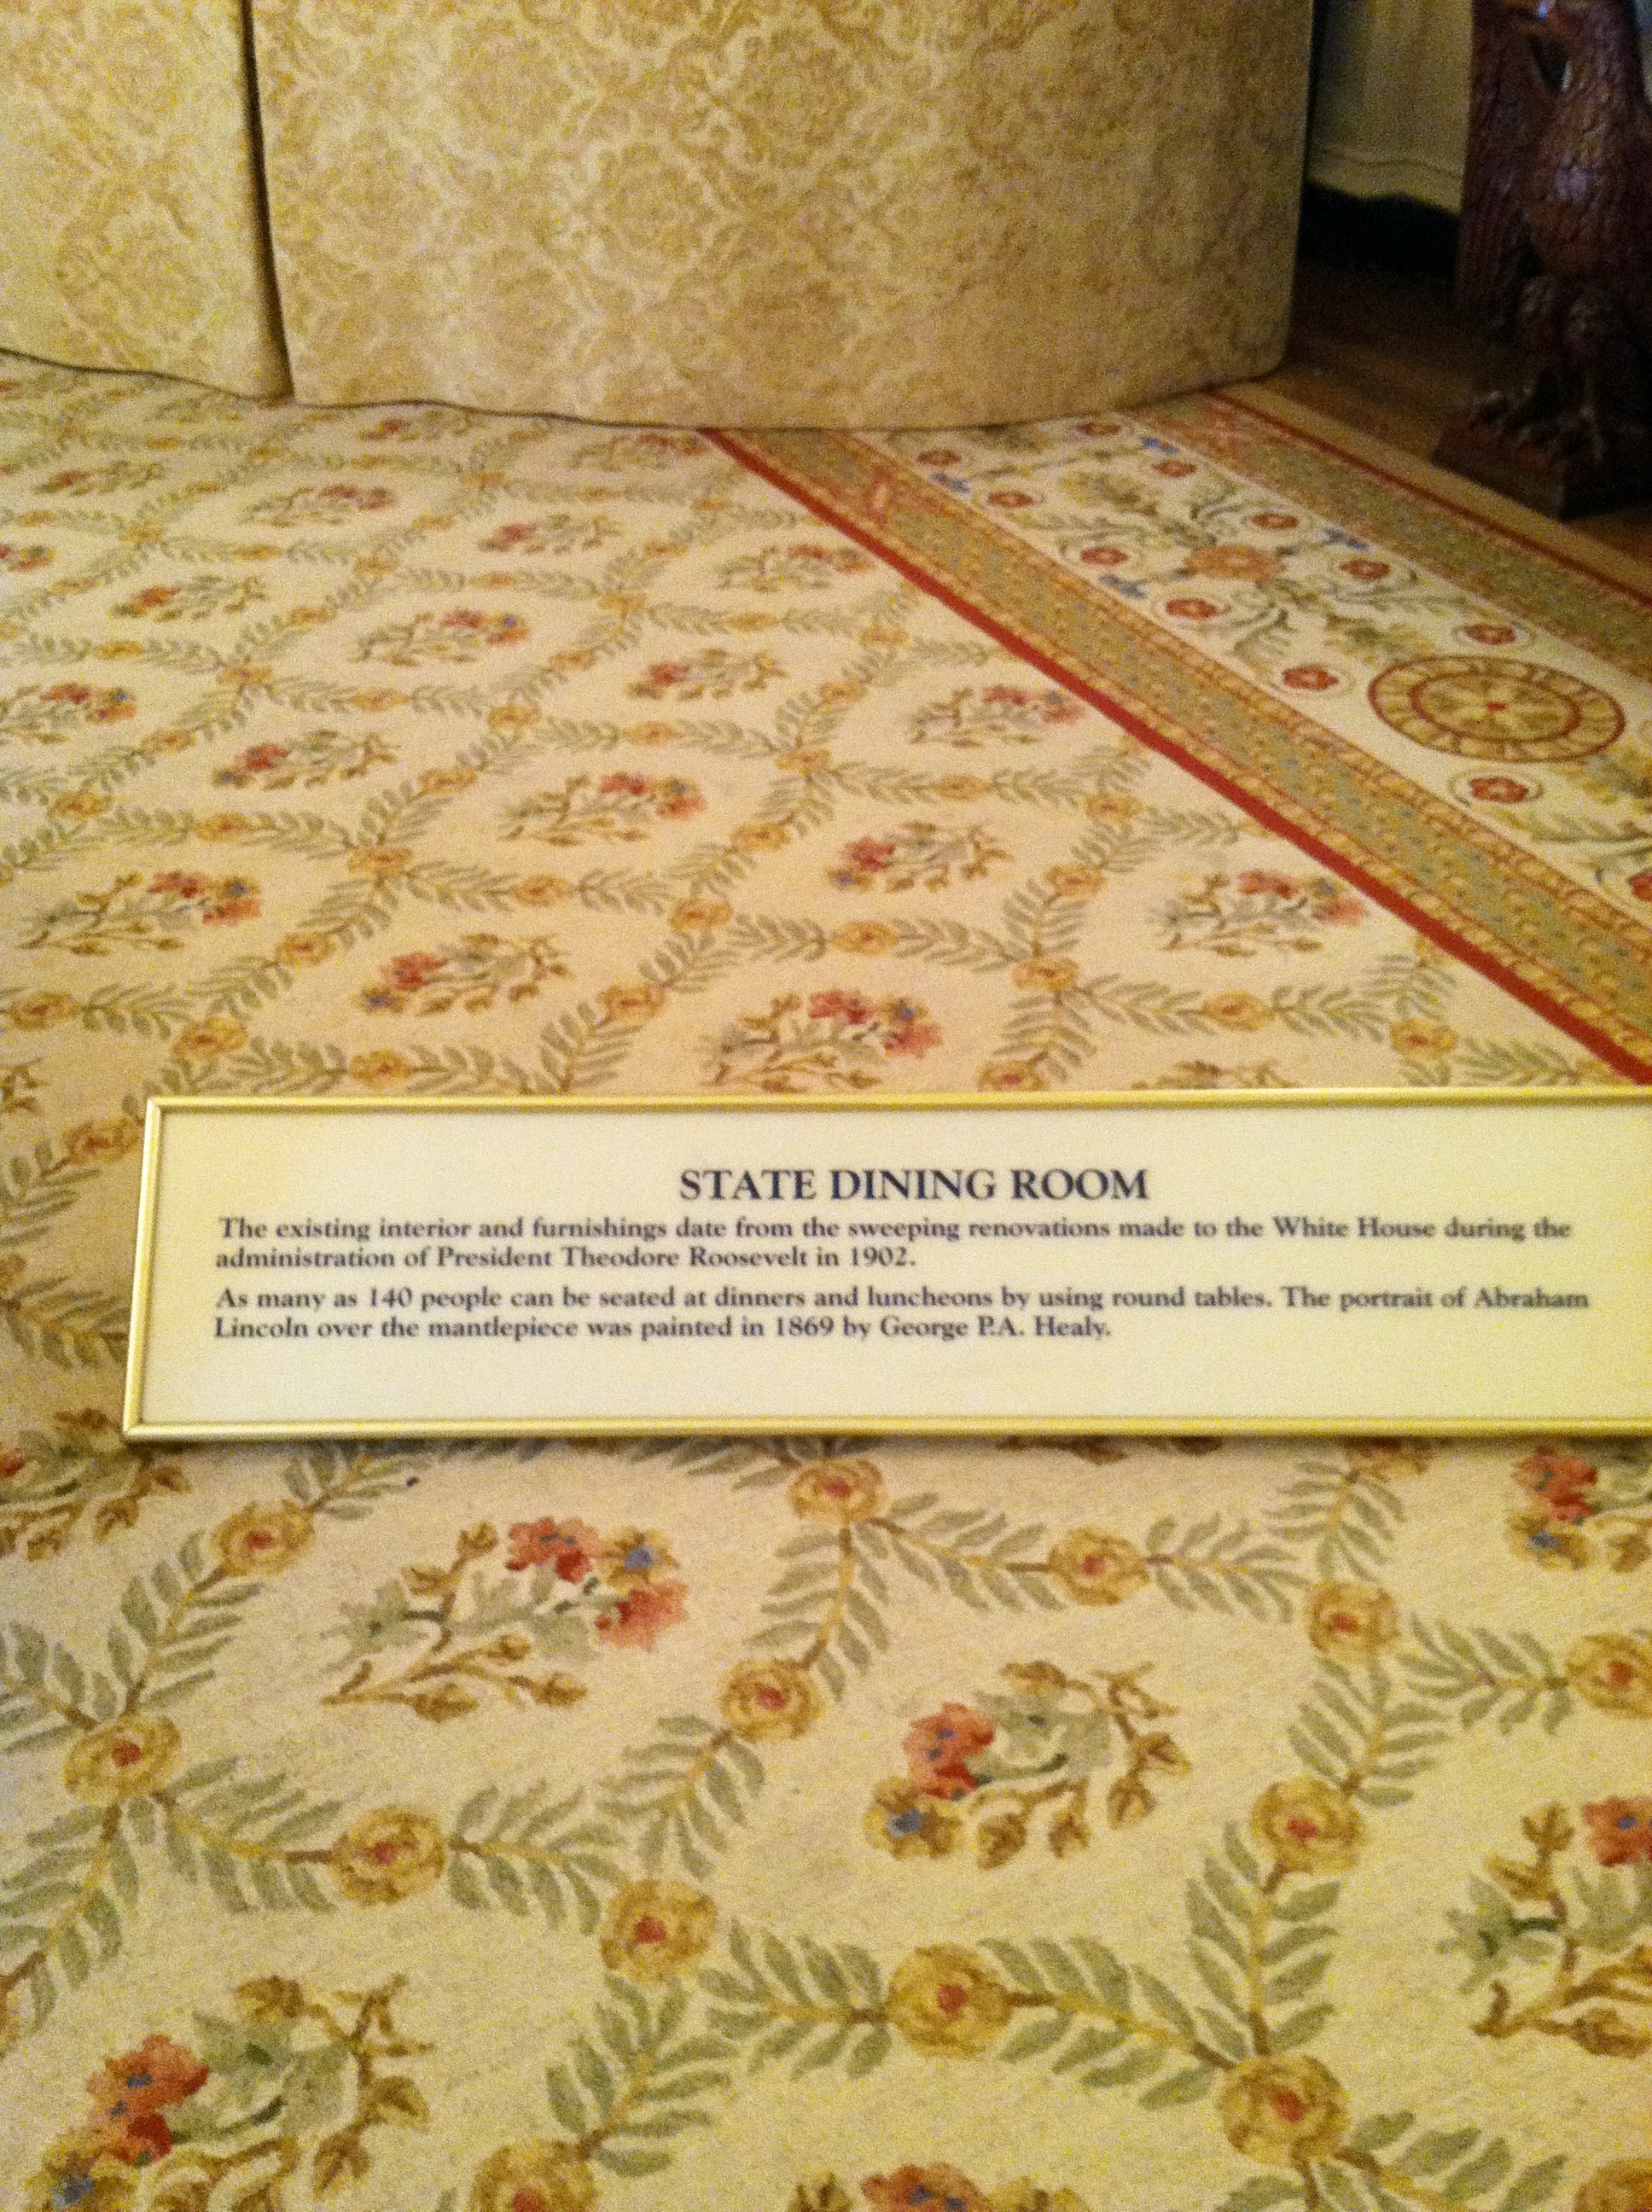 STATE DINING ROOM
The existing interior and furnishings date from the sweeping renovations made to the White House during the
administration of President Theodore Roosevelt in 1902.
As many as 140 people can be seated at dinners and luncheons by using round tables. The portrait of Abraham
Lincoln over the mantlepiece was painted in 1869 by George P.A. Healy.